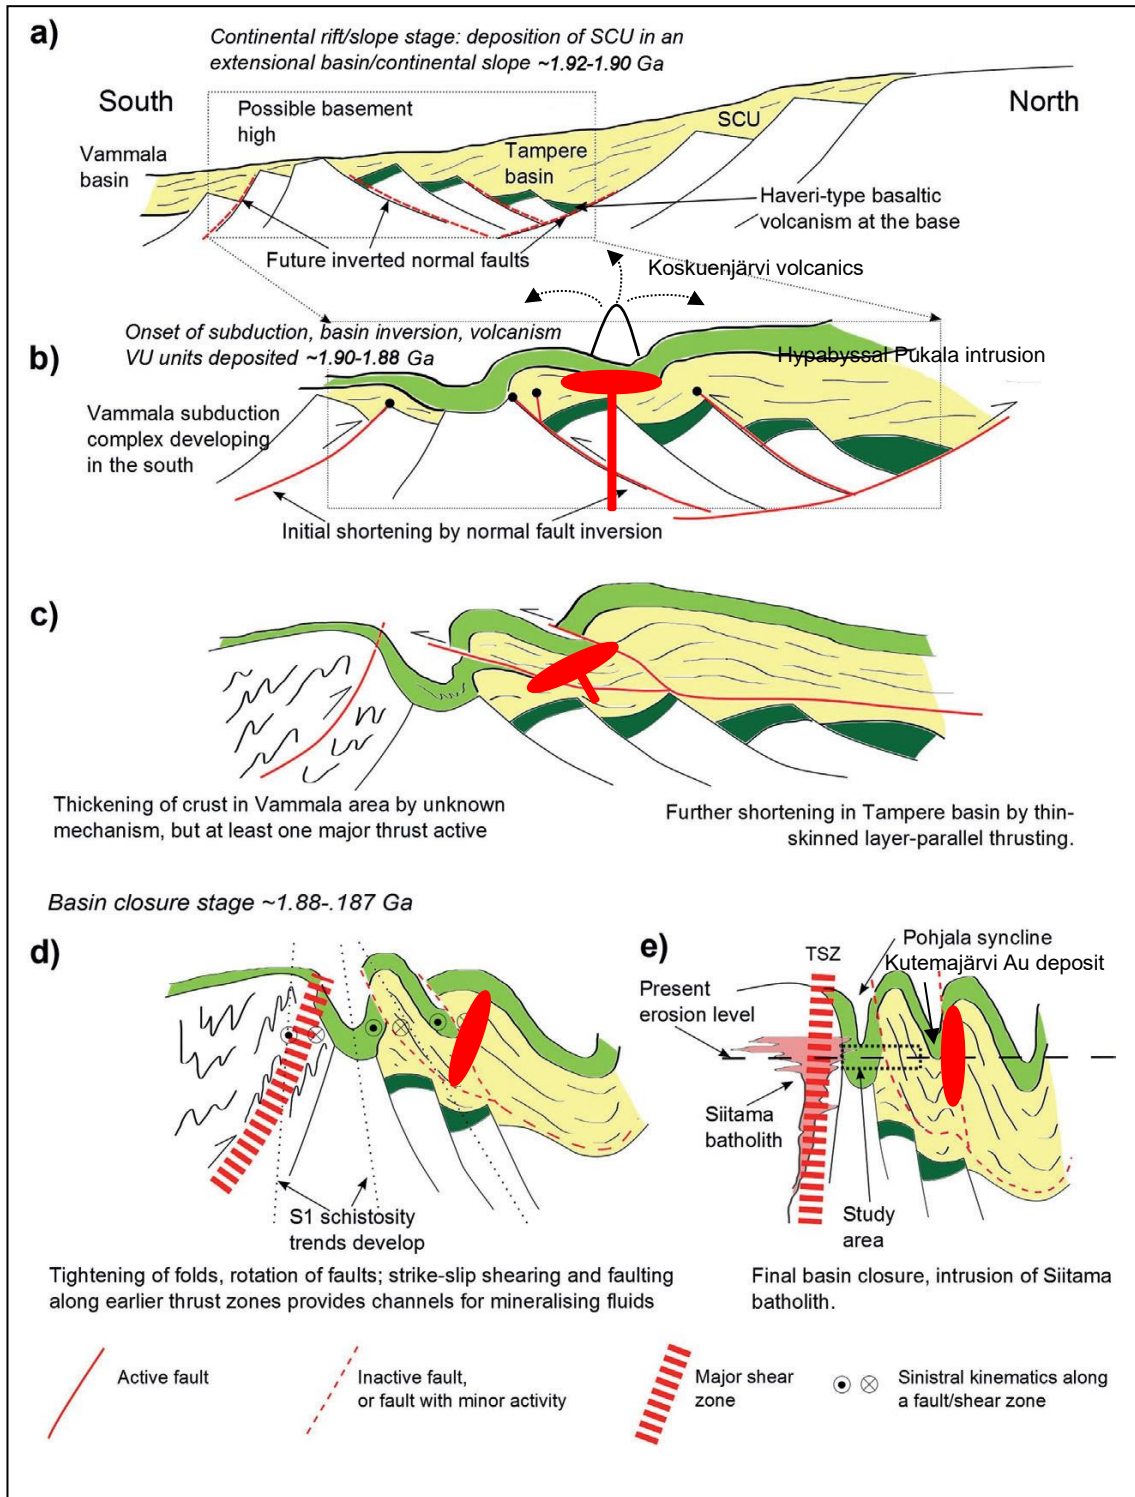 a)
Continental rift/slope stage: deposition of SCU in an
extensional basin/continental slope ~1.92-1.90 Ga
South
North
Possible basement
high
SCU
Vammala
basin
Tampere
basin
Haveri-type basaltic
volcanism at the base
Future inverted normal faults
Koskuenjärvi volcanics
b)
Onset of subduction, basin inversion, volcanism
VU units deposited ~1.90-1.88 Ga
Hypabyssal Pukala intrusion
Vammala subduction
complex developing
in the south
Initial shortening by normal fault inversion
c)
Thickening of crust in Vammala area by unknown
mechanism, but at least one major thrust active
Further shortening in Tampere basin by thin-
skinned layer-parallel thrusting.
Basin closure stage ~1.88-.187 Ga
d)
S1 schistosity
trends develop
Tightening of folds, rotation of faults; strike-slip shearing and faulting
along earlier thrust zones provides channels for mineralising fluids
e)
TSZ
Pohjala syncline
Kutemajärvi Au deposit
Present
erosion level
Siitama
batholith
Study
area
Final basin closure, intrusion of Siitama
batholith.
Active fault
Inactive fault,
or fault with minor activity
Major shear
zone
Sinistral kinematics along
a fault/shear zone